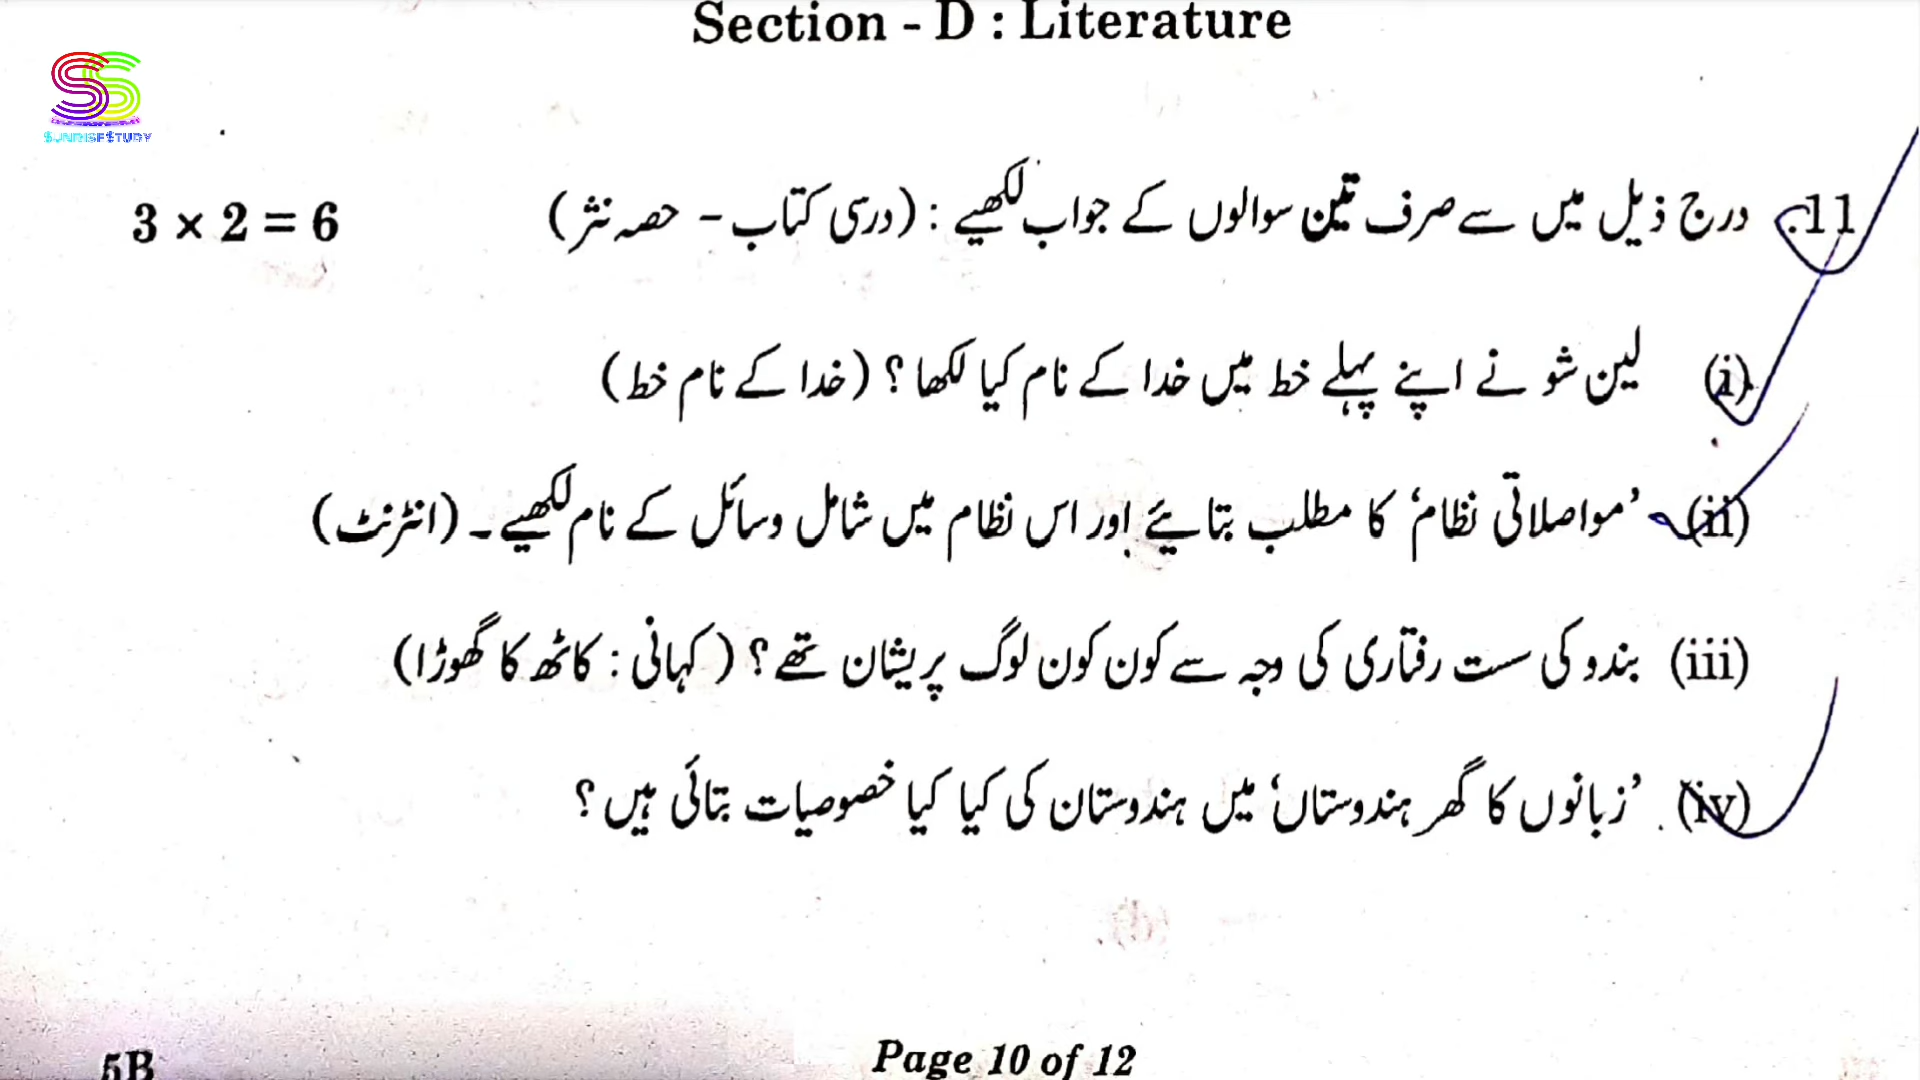 Section - D : Literature
SUNRISESTUDY
11. درج ذیل میں سے صرف تین سوالوں کے جواب لکھیے : (درسی کتاب - حصہ نثر) 3 × 2 = 6
(i) لین شو نے اپنے پہلے خط میں خدا کے نام کیا لکھا ؟ (خدا کے نام خط)
(ii) ’مواصلاتی نظام‘ کا مطلب بتایئے اور اس نظام میں شامل وسائل کے نام لکھیے ۔ (انٹرنٹ)
(iii) بندو کی سست رفتاری کی وجہ سے کون کون لوگ پریشان تھے ؟ (کہانی : کاٹھ کا گھوڑا)
(iv) ’زبانوں کا گھر ہندوستاں‘ میں ہندوستان کی کیا کیا خصوصیات بتائی ہیں ؟
5B
Page 10 of 12